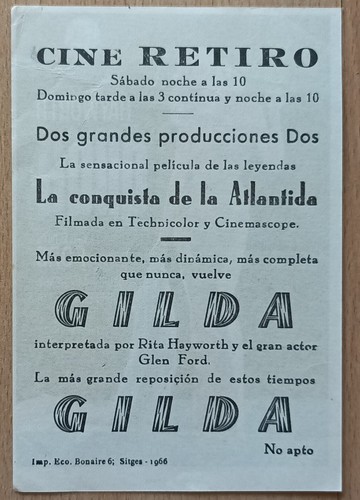 CINE RETIRO
Sábado noche a las 10
Domingo tarde a las 3 contínua y noche a las 10
Dos grandes producciones Dos
La sensacional película de las leyendas
La conquista de la Atlantida
Filmada en Technicolor y Cinemascope.
Más emocionante, más dinámica, más completa
que nunca, vuelve
GILDA
interpretada por Rita Hayworth y el gran actor
Glen Ford.
La más grande reposición de estos tiempos
GILDA
No apto
Imp. Eco. Bonaire 6; Sitges - 1966